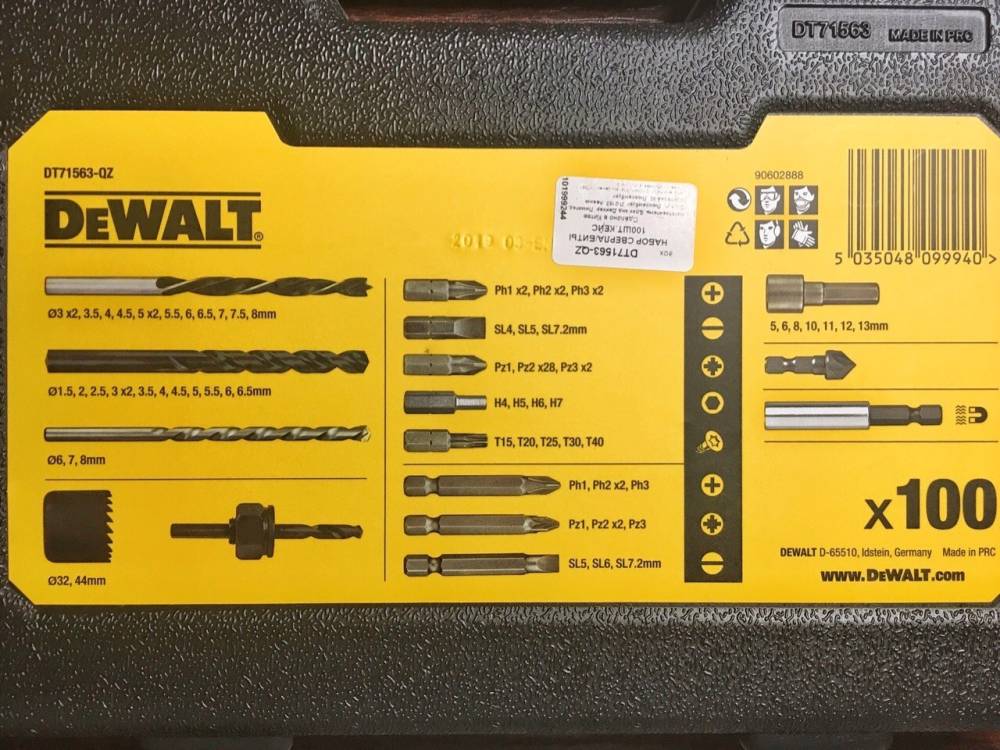 DT71563
MADE IN PRC
DT71563-QZ
DEWALT®
Ø3 x2, 3.5, 4, 4.5, 5 x2, 5.5, 6, 6.5, 7, 7.5, 8mm
Ø1.5, 2, 2.5, 3 x2, 3.5, 4, 4.5, 5, 5.5, 6, 6.5mm
Ø6, 7, 8mm
Ø32, 44mm
Ph1 x2, Ph2 x2, Ph3 x2
SL4, SL5, SL7.2mm
Pz1, Pz2 x28, Pz3 x2
H4, H5, H6, H7
T15, T20, T25, T30, T40
Ph1, Ph2 x2, Ph3
Pz1, Pz2 x2, Pz3
SL5, SL6, SL7.2mm
DT71563-QZ
НАБОР СВЕРЛА/БИТЫ
100ШТ. КЕЙС
Сделано в Китае
101999244
90602888
5 035048 099940 >
5, 6, 8, 10, 11, 12, 13mm
x100
DEWALT D-65510, Idstein, Germany Made in PRC
www.DEWALT.com